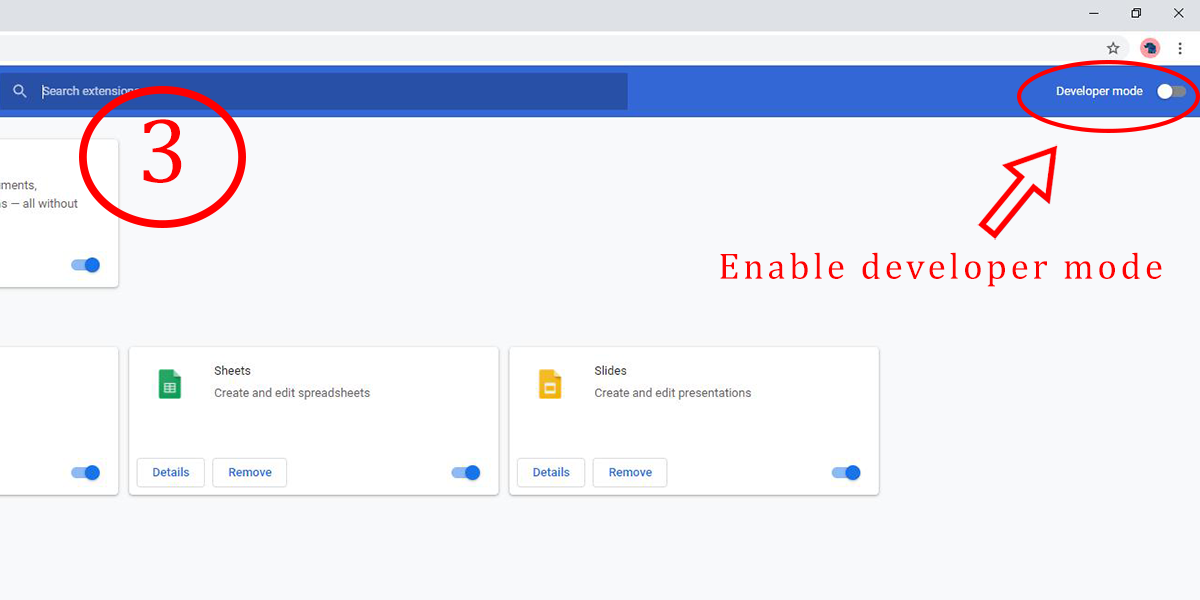 Search extensions
Developer mode
3
ments,
s — all without
Enable developer mode
Sheets
Create and edit spreadsheets
Details
Remove
Slides
Create and edit presentations
Details
Remove